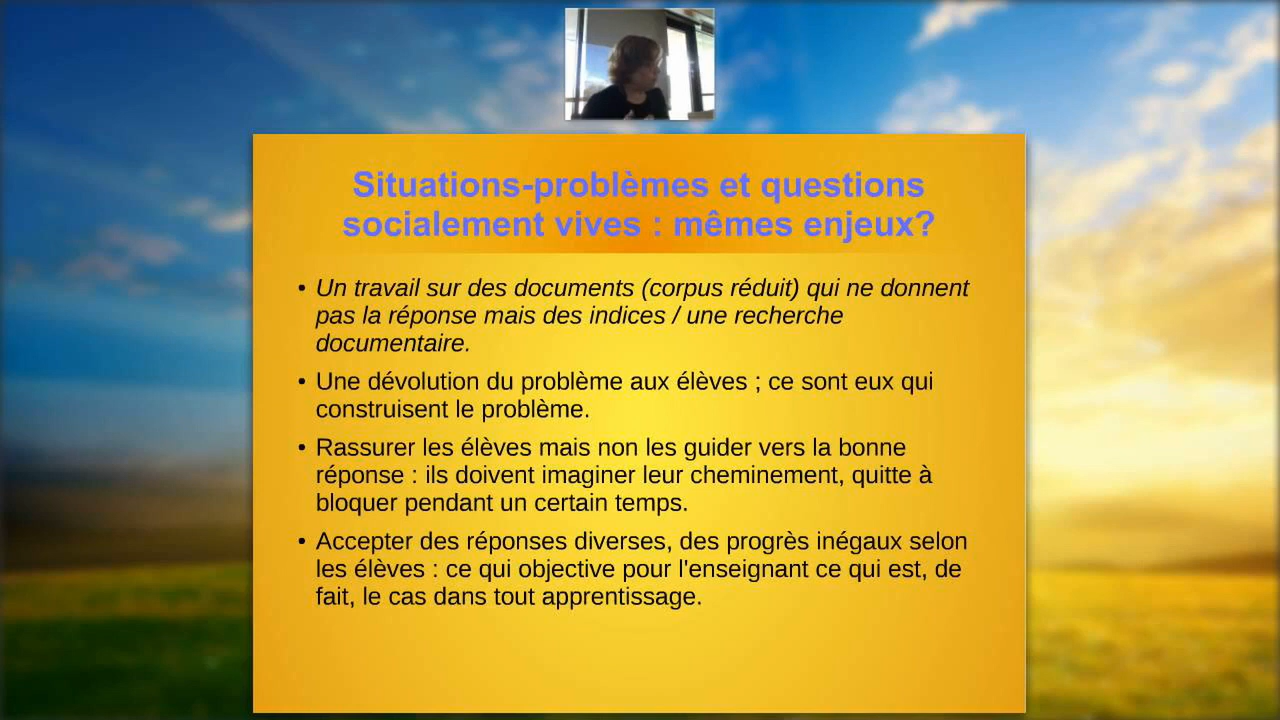 Situations-problèmes et questions
socialement vives : mêmes enjeux?
• Un travail sur des documents (corpus réduit) qui ne donnent
pas la réponse mais des indices / une recherche
documentaire.
• Une dévolution du problème aux élèves ; ce sont eux qui
construisent le problème.
• Rassurer les élèves mais non les guider vers la bonne
réponse : ils doivent imaginer leur cheminement, quitte à
bloquer pendant un certain temps.
• Accepter des réponses diverses, des progrès inégaux selon
les élèves : ce qui objective pour l'enseignant ce qui est, de
fait, le cas dans tout apprentissage.